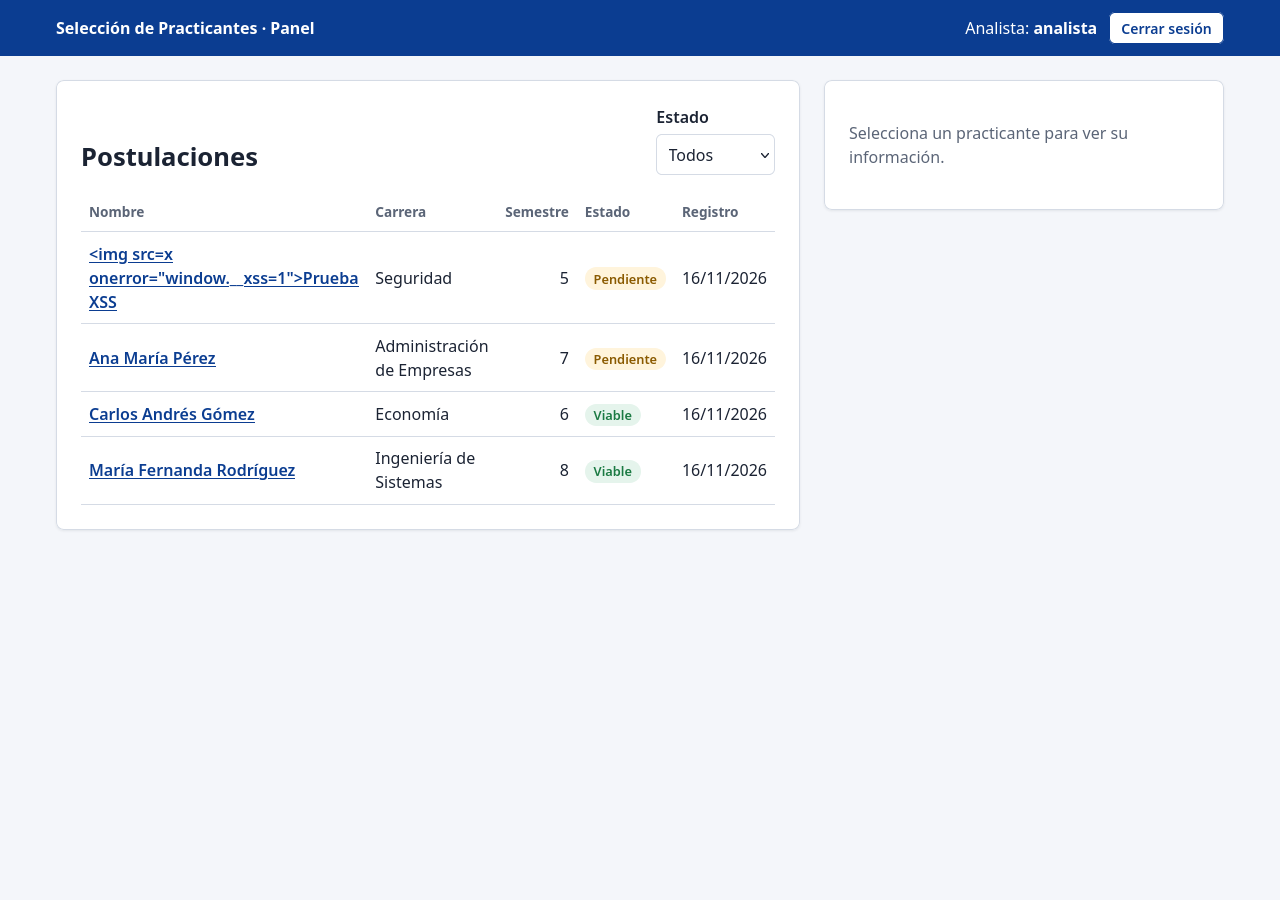 Selección de Practicantes · Panel
Analista: analista
Cerrar sesión
Postulaciones
Estado
Todos
Nombre Carrera Semestre Estado Registro
<img src=x
onerror="window.__xss=1">Prueba
XSS
Seguridad 5 Pendiente 16/11/2026
Ana María Pérez
Administración
de Empresas
7 Pendiente 16/11/2026
Carlos Andrés Gómez Economía 6 Viable 16/11/2026
María Fernanda Rodríguez
Ingeniería de
Sistemas
8 Viable 16/11/2026
Selecciona un practicante para ver su
información.